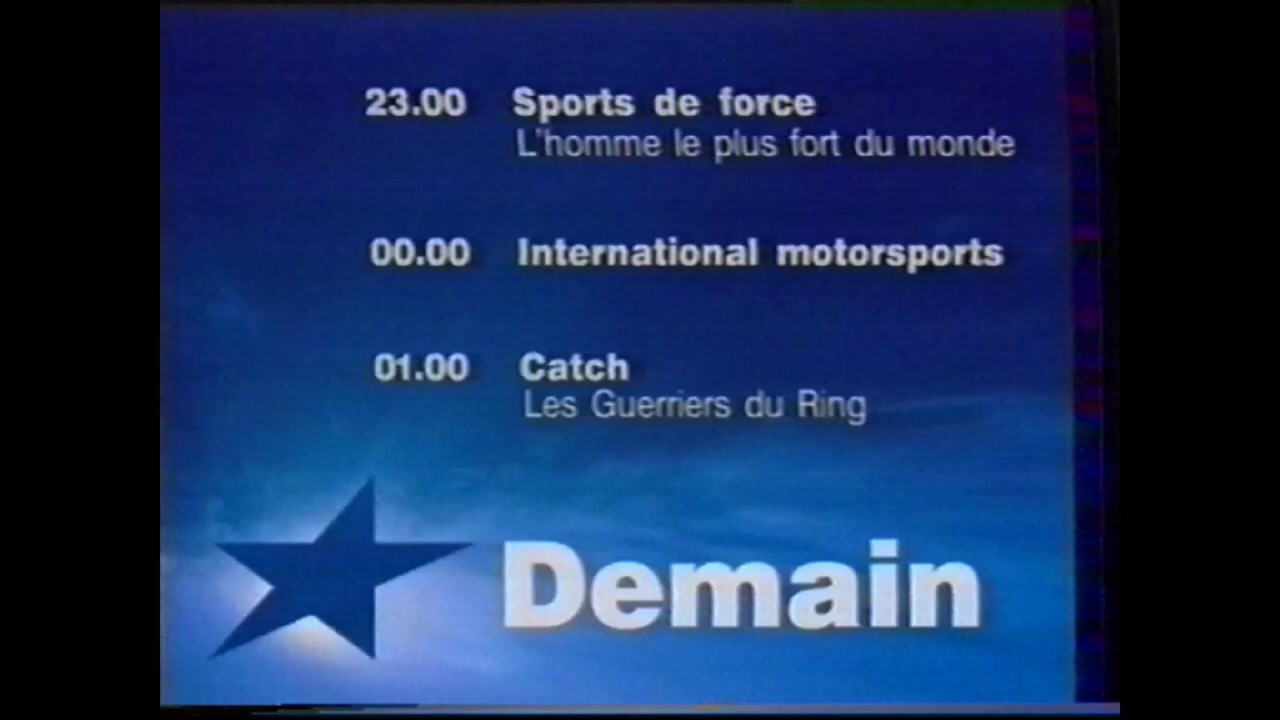 23.00 Sports de force
L'homme le plus fort du monde
00.00 International motorsports
01.00 Catch
Les Guerriers du Ring
Demain